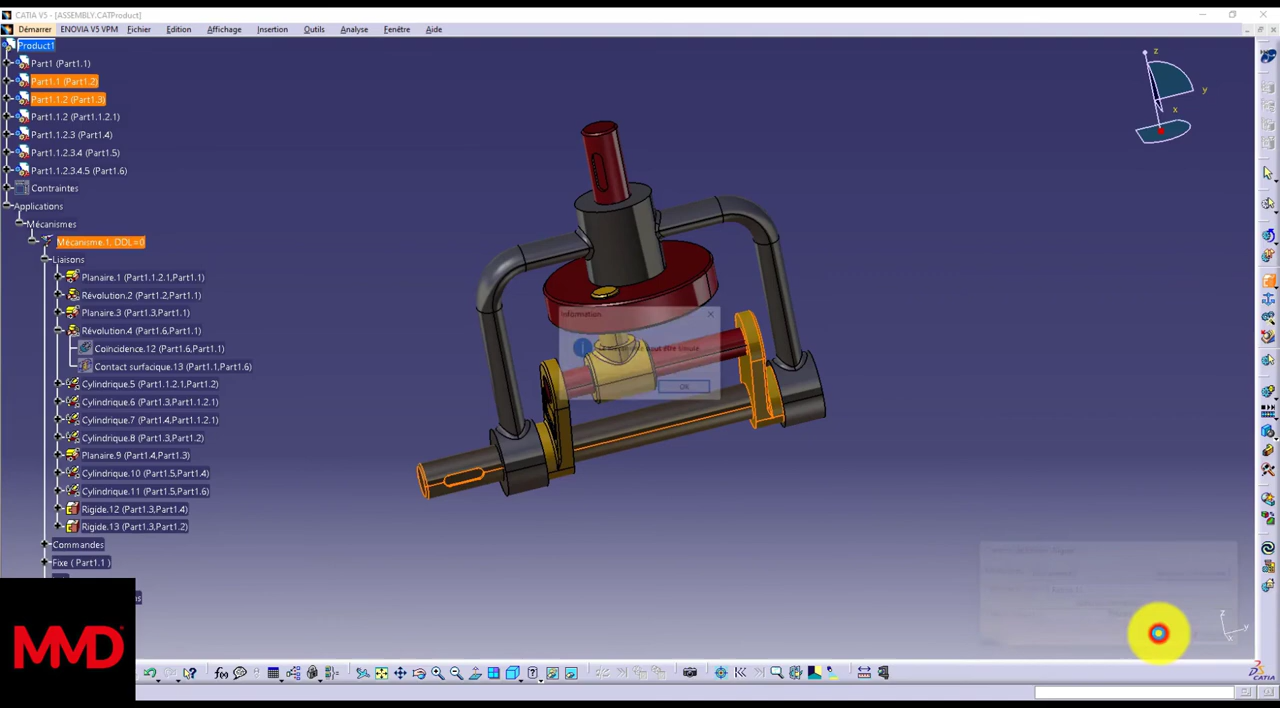 CATIA V5 - [ASSEMBLY.CATProduct]
Démarrer ENOVIA V5 VPM Fichier Edition Affichage Insertion Outils Analyse Fenêtre Aide
Product1
Part1 (Part1.1)
Part1.1 (Part1.2)
Part1.1.2 (Part1.3)
Part1.1.2 (Part1.1.2.1)
Part1.1.2.3 (Part1.4)
Part1.1.2.3.4 (Part1.5)
Part1.1.2.3.4.5 (Part1.6)
Contraintes
Applications
Mécanismes
Mécanisme.1, DDL=0
Liaisons
Planaire.1 (Part1.1.2.1,Part1.1)
Révolution.2 (Part1.2,Part1.1)
Planaire.3 (Part1.3,Part1.1)
Révolution.4 (Part1.6,Part1.1)
Coïncidence.12 (Part1.6,Part1.1)
Contact surfacique.13 (Part1.1,Part1.6)
Cylindrique.5 (Part1.1.2.1,Part1.2)
Cylindrique.6 (Part1.3,Part1.1.2.1)
Cylindrique.7 (Part1.4,Part1.1.2.1)
Cylindrique.8 (Part1.3,Part1.2)
Planaire.9 (Part1.4,Part1.3)
Cylindrique.10 (Part1.5,Part1.4)
Cylindrique.11 (Part1.5,Part1.6)
Rigide.12 (Part1.3,Part1.4)
Rigide.13 (Part1.3,Part1.2)
Commandes
Fixe ( Part1.1 )
Information
OK
z
y
x
z
y
x
MMD
f(x)
CATIA